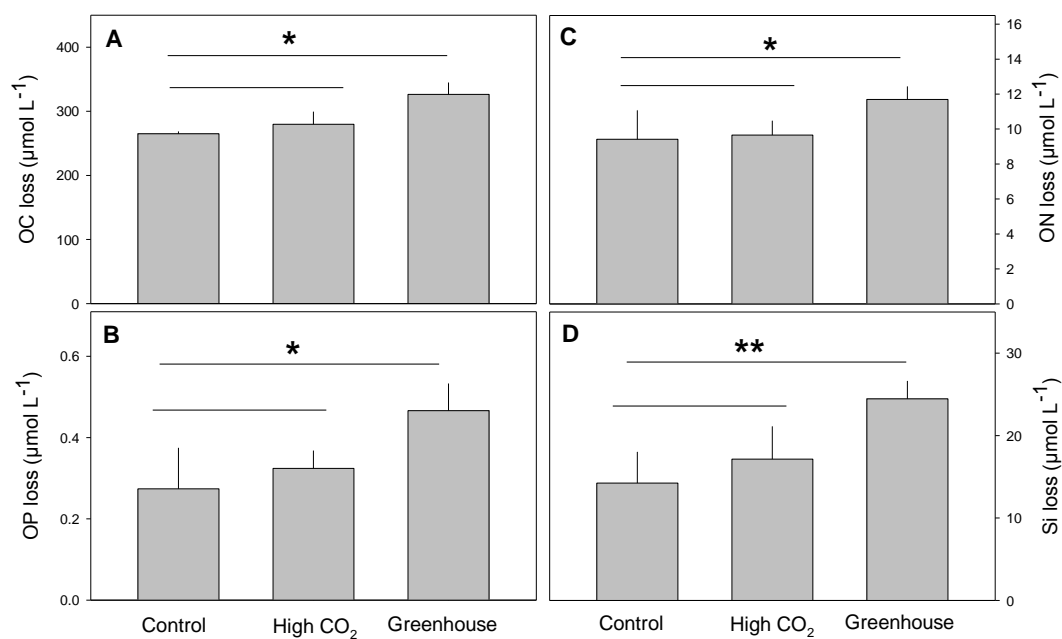 A
*
400
300
200
100
0
OC loss (µmol L⁻¹)
C
*
16
14
12
10
8
6
4
2
0
ON loss (µmol L⁻¹)
B
*
0.6
0.4
0.2
0.0
OP loss (µmol L⁻¹)
D
**
30
20
10
0
Si loss (µmol L⁻¹)
Control High CO₂ Greenhouse
Control High CO₂ Greenhouse